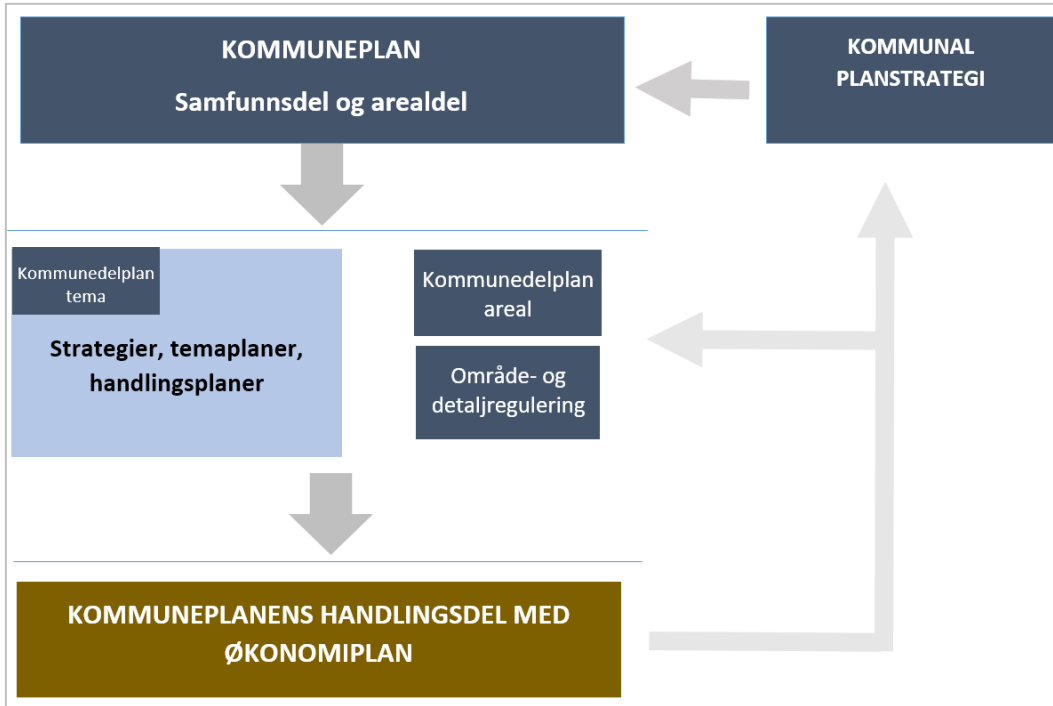 KOMMUNEPLAN
Samfunnsdel og arealdel
KOMMUNAL
PLANSTRATEGI
Kommunedelplan
tema
Strategier, temaplaner,
handlingsplaner
Kommunedelplan
areal
Område- og
detaljregulering
KOMMUNEPLANENS HANDLINGSDEL MED
ØKONOMIPLAN